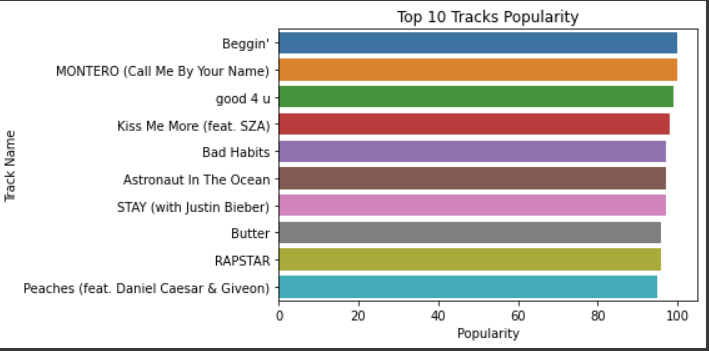 Top 10 Tracks Popularity
Track Name
Beggin'
MONTERO (Call Me By Your Name)
good 4 u
Kiss Me More (feat. SZA)
Bad Habits
Astronaut In The Ocean
STAY (with Justin Bieber)
Butter
RAPSTAR
Peaches (feat. Daniel Caesar & Giveon)
0 20 40 60 80 100
Popularity